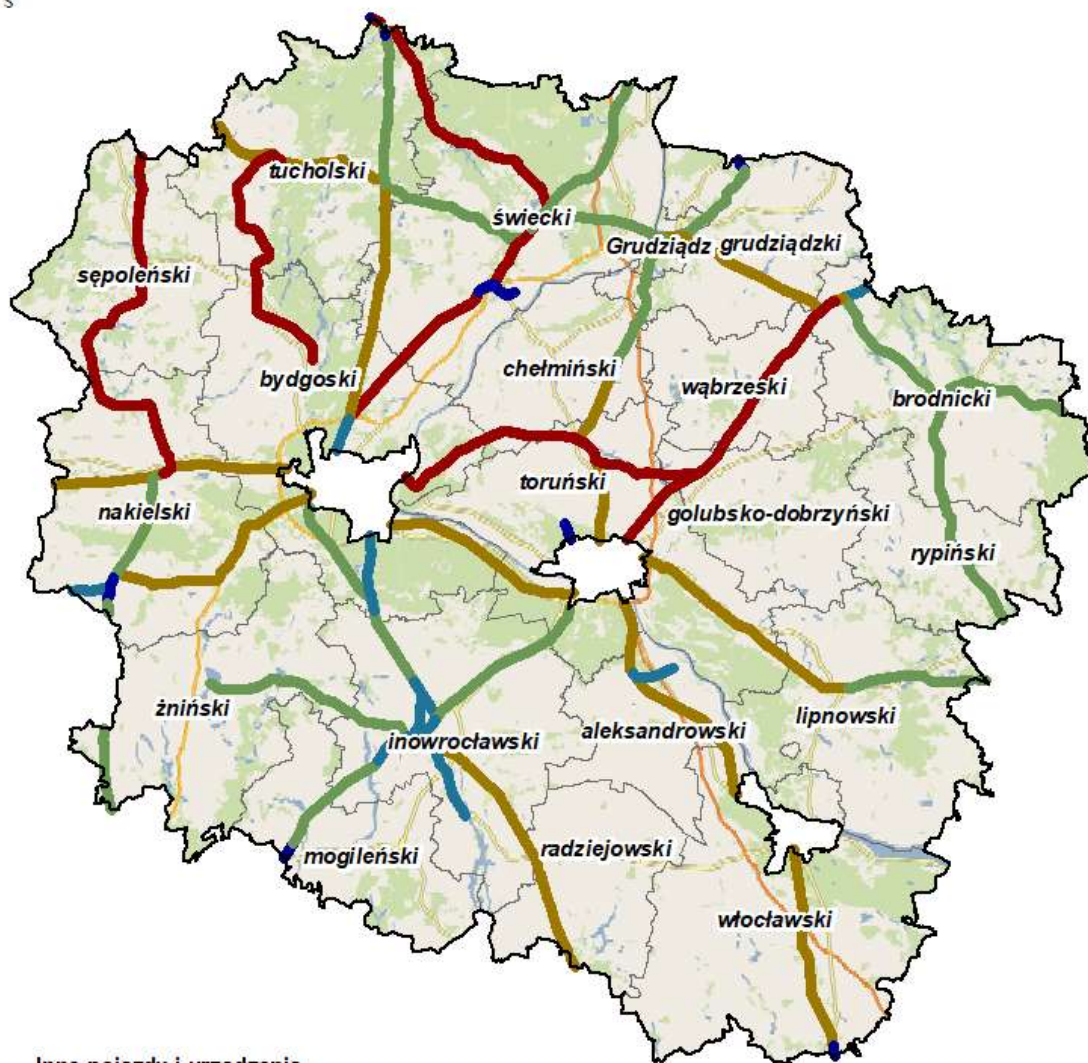 s
tucholski
świecki
Grudziądz grudziądzki
sępoleński
chełmiński
wąbrzeski
bydgoski
brodnicki
toruński
nakielski
golubsko-dobrzyński
rypiński
żniński
lipnowski
inowrocławski
aleksandrowski
mogileński
radziejowski
włocławski